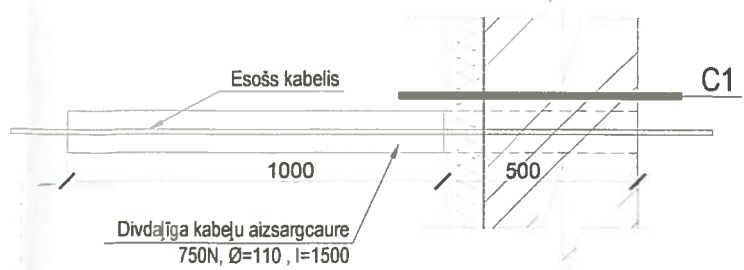 Esošs kabelis
C1
1000
500
Divdaļīga kabeļu aizsargcaure
750N, Ø=110 , l=1500